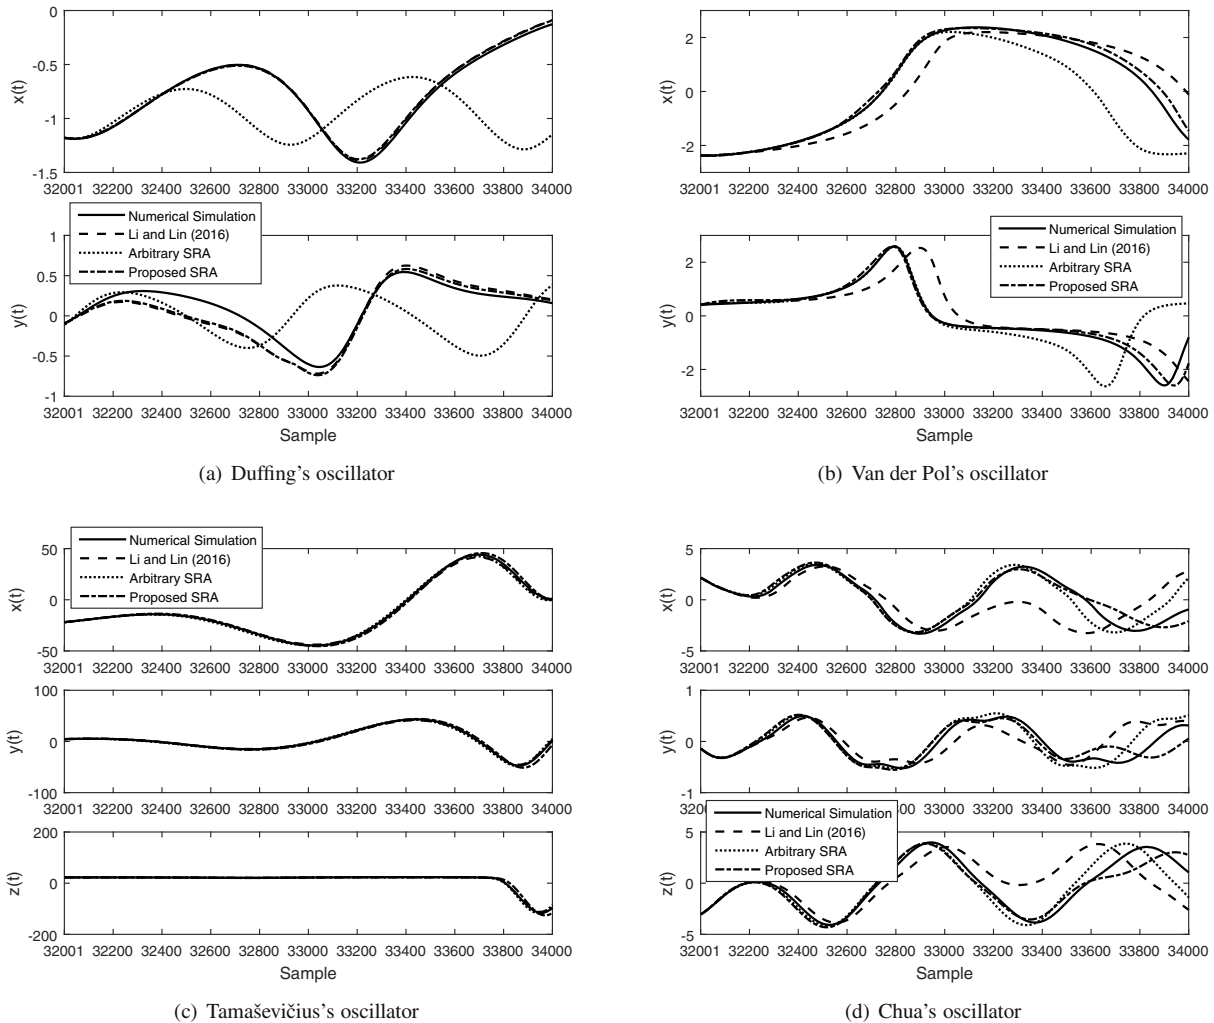 0
-0.5
-1
-1.5
x(t)
32001 32200 32400 32600 32800 33000 33200 33400 33600 33800 34000
Numerical Simulation
Li and Lin (2016)
Arbitrary SRA
Proposed SRA
1
0.5
0
-0.5
-1
y(t)
32001 32200 32400 32600 32800 33000 33200 33400 33600 33800 34000
Sample
(a) Duffing's oscillator
2
0
-2
x(t)
32001 32200 32400 32600 32800 33000 33200 33400 33600 33800 34000
Numerical Simulation
Li and Lin (2016)
Arbitrary SRA
Proposed SRA
2
0
-2
y(t)
32001 32200 32400 32600 32800 33000 33200 33400 33600 33800 34000
Sample
(b) Van der Pol's oscillator
Numerical Simulation
Li and Lin (2016)
Arbitrary SRA
Proposed SRA
50
0
-50
x(t)
32001 32200 32400 32600 32800 33000 33200 33400 33600 33800 34000
100
0
-100
y(t)
32001 32200 32400 32600 32800 33000 33200 33400 33600 33800 34000
200
0
-200
z(t)
32001 32200 32400 32600 32800 33000 33200 33400 33600 33800 34000
Sample
(c) Tamaševičius's oscillator
5
0
-5
x(t)
32001 32200 32400 32600 32800 33000 33200 33400 33600 33800 34000
1
0
-1
y(t)
33000 33200 33400 33600 33800 34000
Numerical Simulation
Li and Lin (2016)
Arbitrary SRA
Proposed SRA
5
0
-5
z(t)
32001 32200 32400 32600 32800 33000 33200 33400 33600 33800 34000
Sample
(d) Chua's oscillator